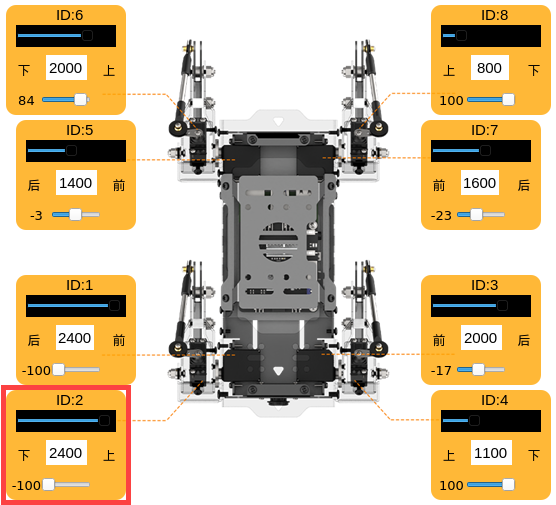 ID:6
下 2000 上
84
ID:8
上 800 下
100
ID:5
后 1400 前
-3
ID:7
前 1600 后
-23
ID:1
后 2400 前
-100
ID:3
前 2000 后
-17
ID:2
下 2400 上
-100
ID:4
上 1100 下
100